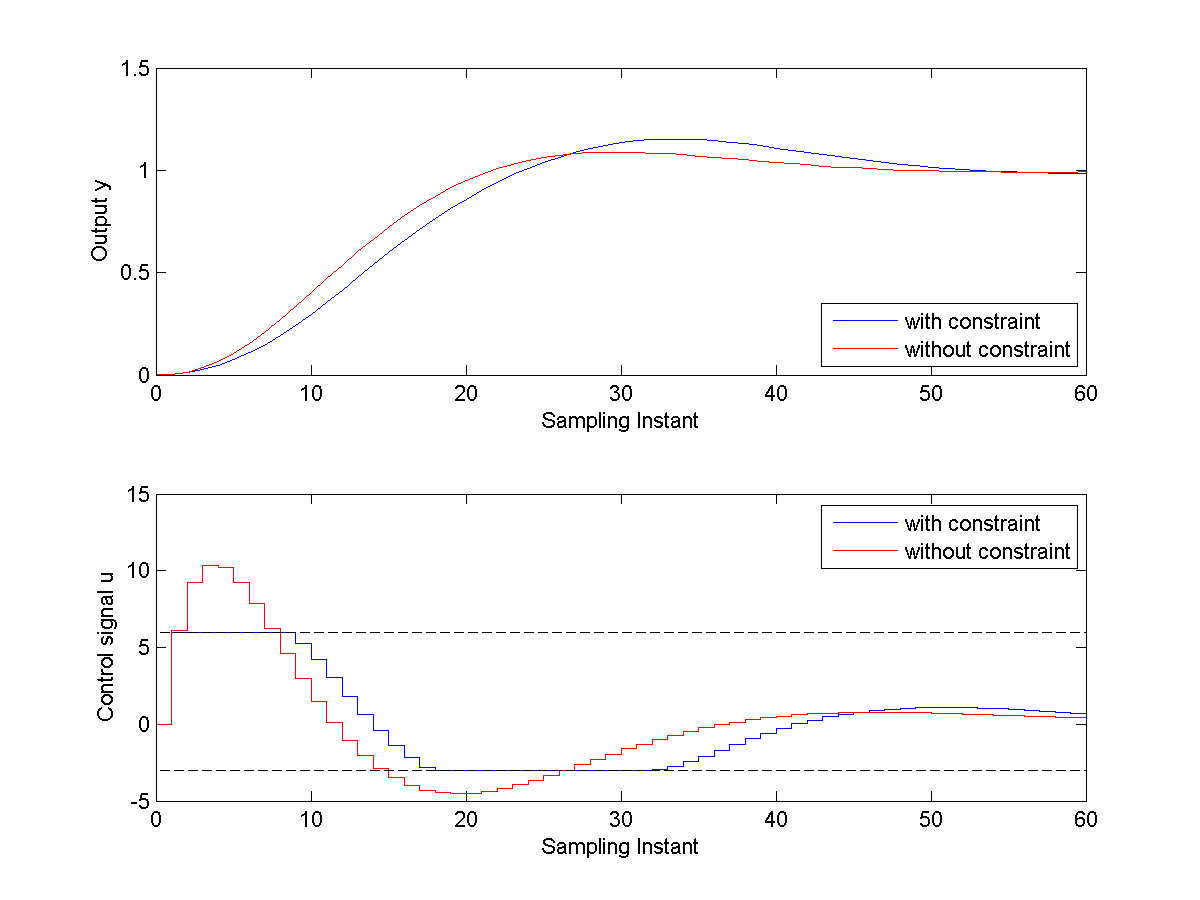 1.5
1
0.5
0
Output y
0 10 20 30 40 50 60
Sampling Instant
with constraint
without constraint
15
10
5
0
-5
Control signal u
0 10 20 30 40 50 60
Sampling Instant
with constraint
without constraint